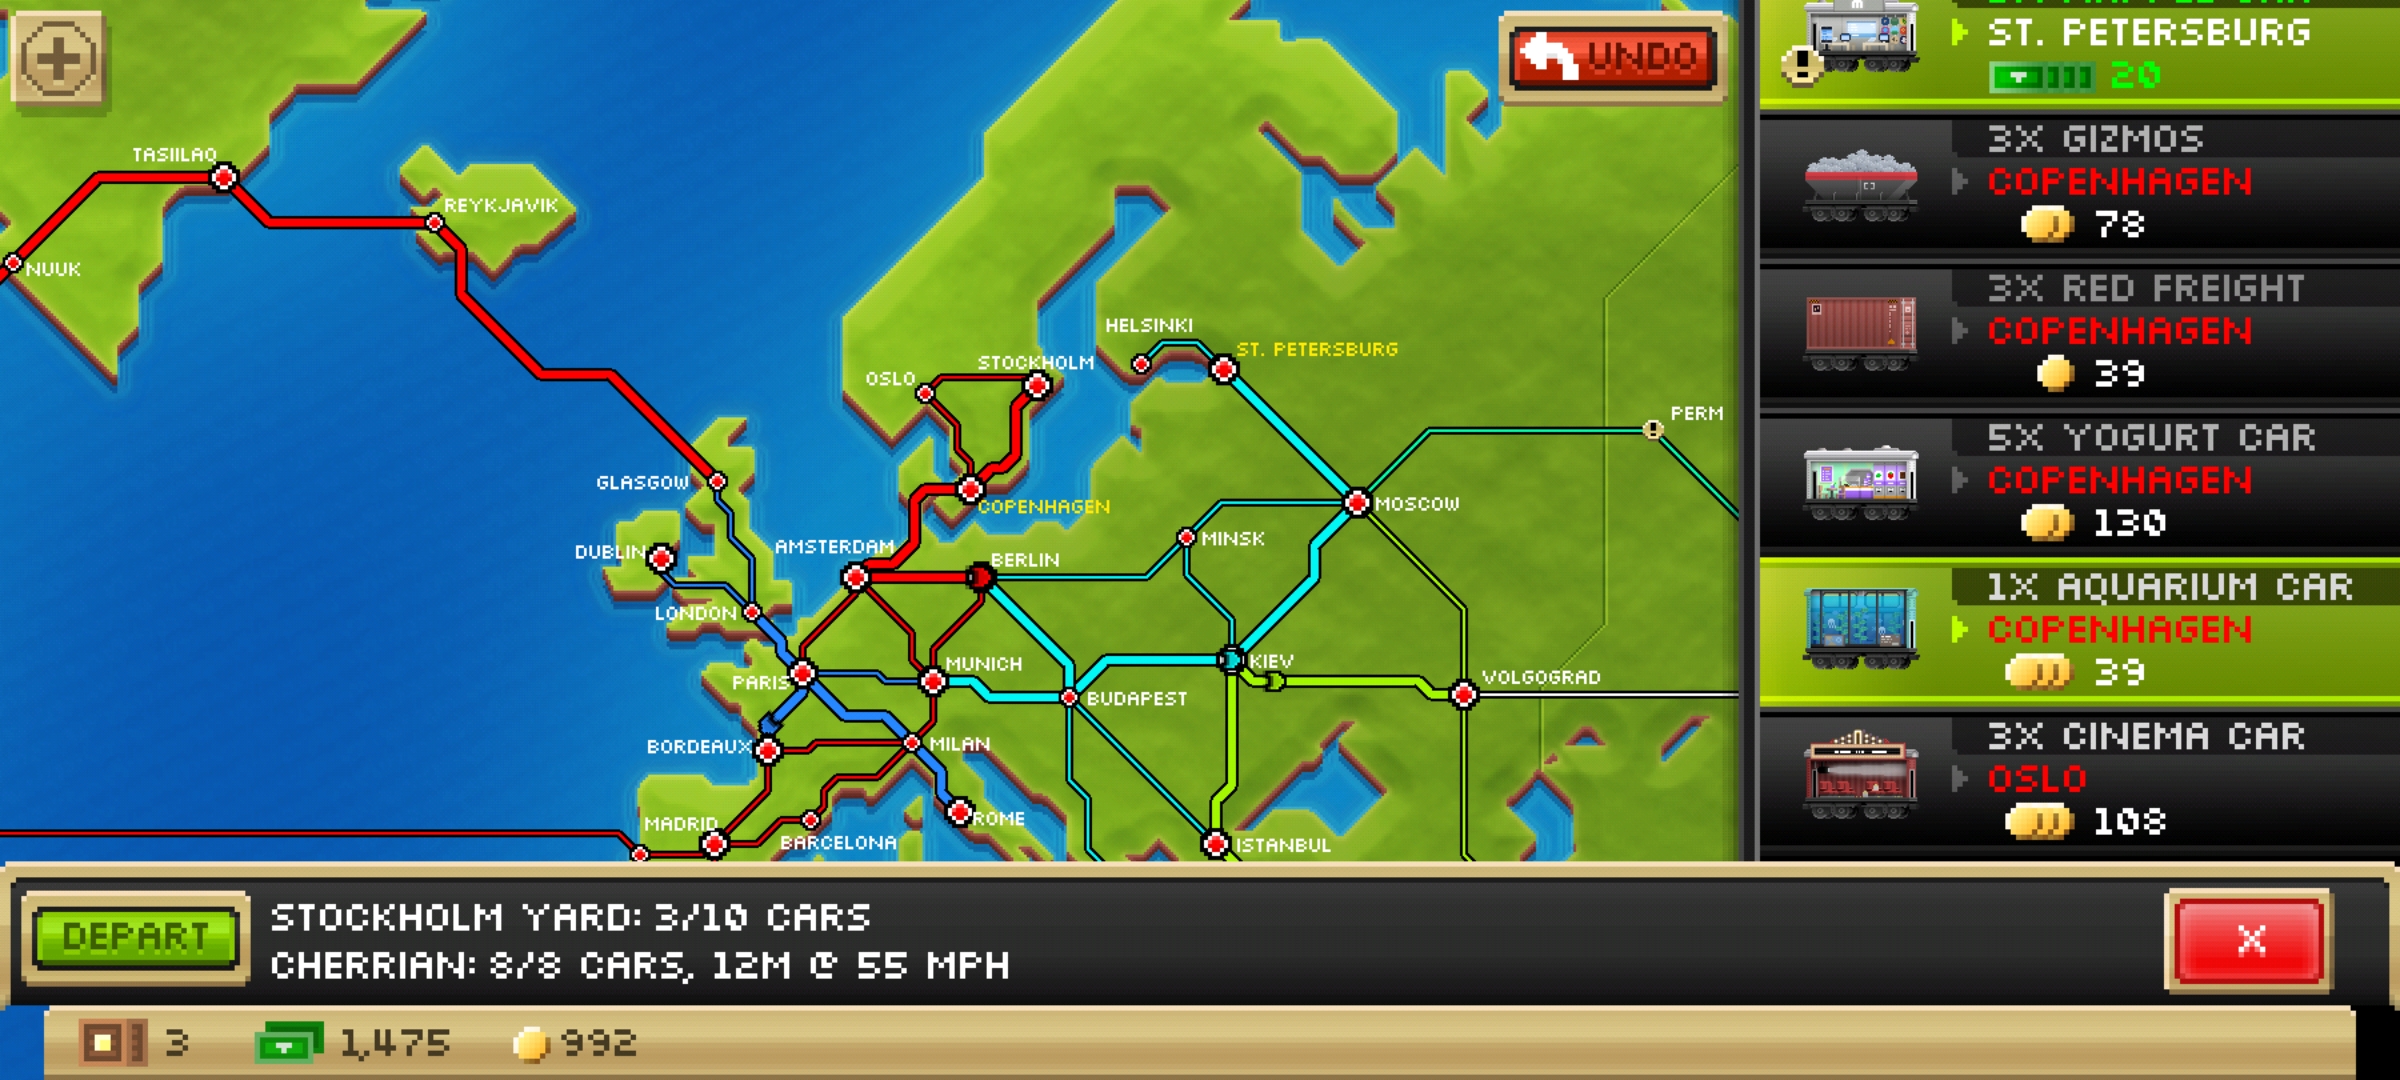 UNDO
TASIILAQ
REYKJAVIK
NUUK
HELSINKI
ST. PETERSBURG
STOCKHOLM
OSLO
PERM
GLASGOW
COPENHAGEN
MOSCOW
MINSK
DUBLIN
AMSTERDAM
BERLIN
LONDON
KIEV
MUNICH
PARIS
BUDAPEST
VOLGOGRAD
BORDEAUX
MILAN
MADRID
ROME
BARCELONA
ISTANBUL
ST. PETERSBURG
20
3X GIZMOS
COPENHAGEN
78
3X RED FREIGHT
COPENHAGEN
39
5X YOGURT CAR
COPENHAGEN
130
1X AQUARIUM CAR
COPENHAGEN
39
3X CINEMA CAR
OSLO
108
DEPART
STOCKHOLM YARD: 3/10 CARS
CHERRIAN: 8/8 CARS, 12M @ 55 MPH
X
3 1,475 992